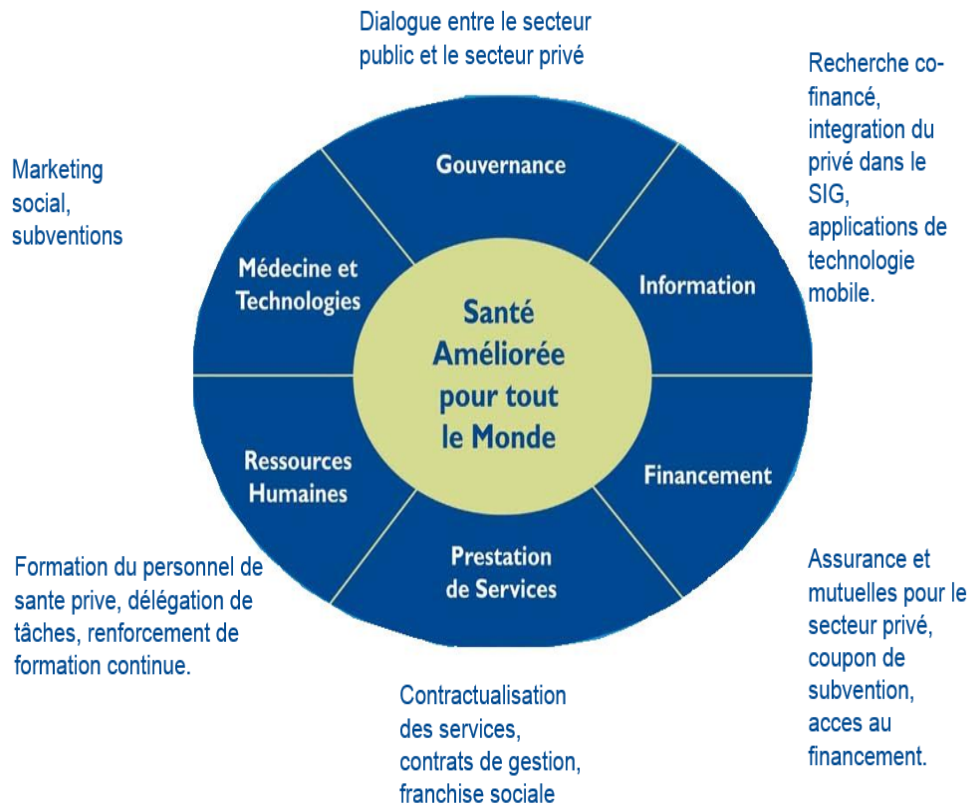 Dialogue entre le secteur
public et le secteur privé
Recherche co-
financé,
integration du
privé dans le
SIG,
applications de
technologie
mobile.
Marketing
social,
subventions
Gouvernance
Médecine et
Technologies
Information
Santé
Améliorée
pour tout
le Monde
Ressources
Humaines
Financement
Prestation
de Services
Formation du personnel de
sante prive, délégation de
tâches, renforcement de
formation continue.
Assurance et
mutuelles pour le
secteur privé,
coupon de
subvention,
acces au
financement.
Contractualisation
des services,
contrats de gestion,
franchise sociale